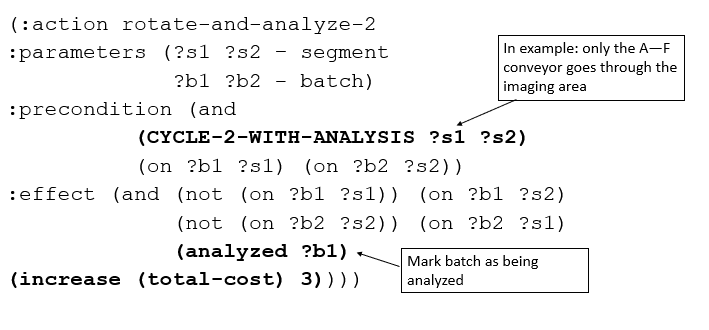 (:action rotate-and-analyze-2
:parameters (?s1 ?s2 – segment
?b1 ?b2 – batch)
:precondition (and
(CYCLE-2-WITH-ANALYSIS ?s1 ?s2)
(on ?b1 ?s1) (on ?b2 ?s2))
:effect (and (not (on ?b1 ?s1)) (on ?b1 ?s2)
(not (on ?b2 ?s2)) (on ?b2 ?s1)
(analyzed ?b1)
(increase (total-cost) 3))))
In example: only the A—F
conveyor goes through the
imaging area
Mark batch as being
analyzed